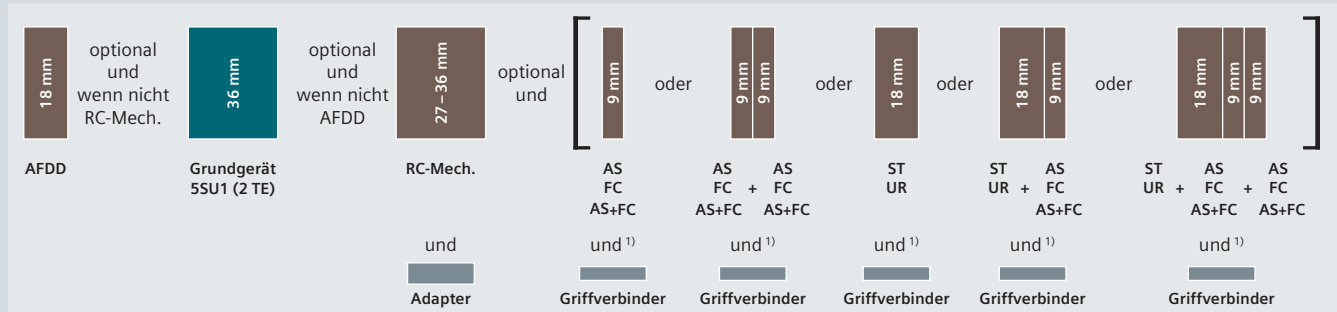 18 mm
optional
und
wenn nicht
RC-Mech.
36 mm
optional
und
wenn nicht
AFDD
27–36 mm
optional
und
9 mm
oder
9 mm
9 mm
oder
18 mm
oder
18 mm
9 mm
oder
18 mm
9 mm
9 mm
AFDD
Grundgerät
5SU1 (2 TE)
RC-Mech.
AS
FC
AS+FC
AS AS
FC + FC
AS+FC AS+FC
ST
UR
ST AS
UR + FC
AS+FC
ST AS AS
UR + FC + FC
AS+FC AS+FC
und
und 1)
und 1)
und 1)
und 1)
und 1)
Adapter
Griffverbinder
Griffverbinder
Griffverbinder
Griffverbinder
Griffverbinder